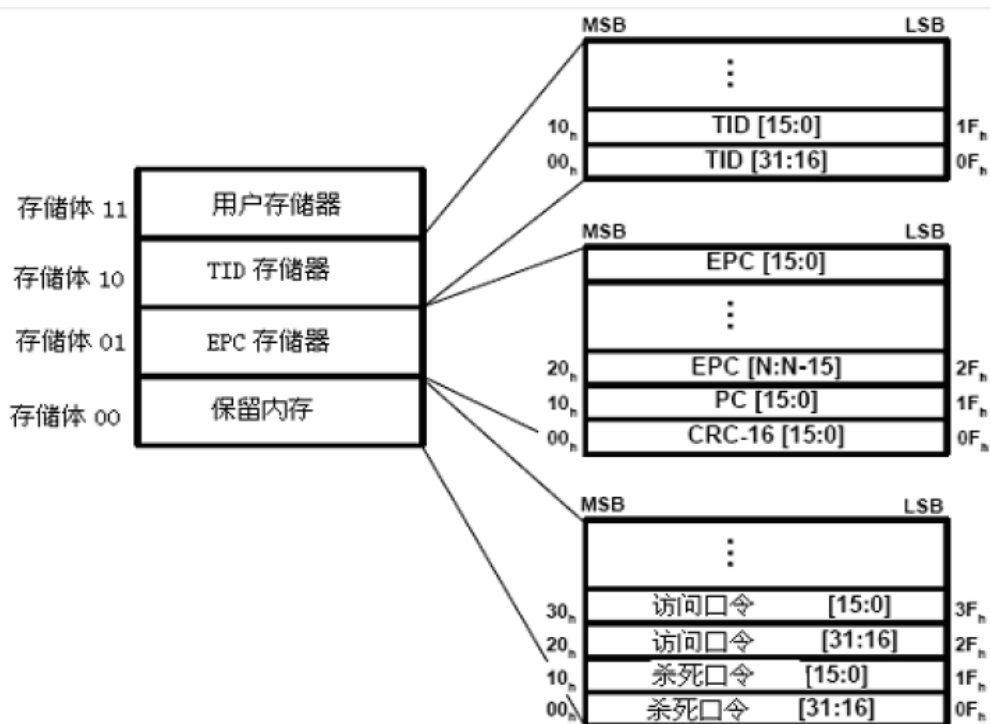 MSB LSB
⋮
10h TID [15:0] 1Fh
00h TID [31:16] 0Fh
存储体 11 用户存储器
存储体 10 TID 存储器
存储体 01 EPC 存储器
存储体 00 保留内存
MSB LSB
EPC [15:0]
⋮
20h EPC [N:N-15] 2Fh
10h PC [15:0] 1Fh
00h CRC-16 [15:0] 0Fh
MSB LSB
⋮
30h 访问口令 [15:0] 3Fh
20h 访问口令 [31:16] 2Fh
10h 杀死口令 [15:0] 1Fh
00h 杀死口令 [31:16] 0Fh